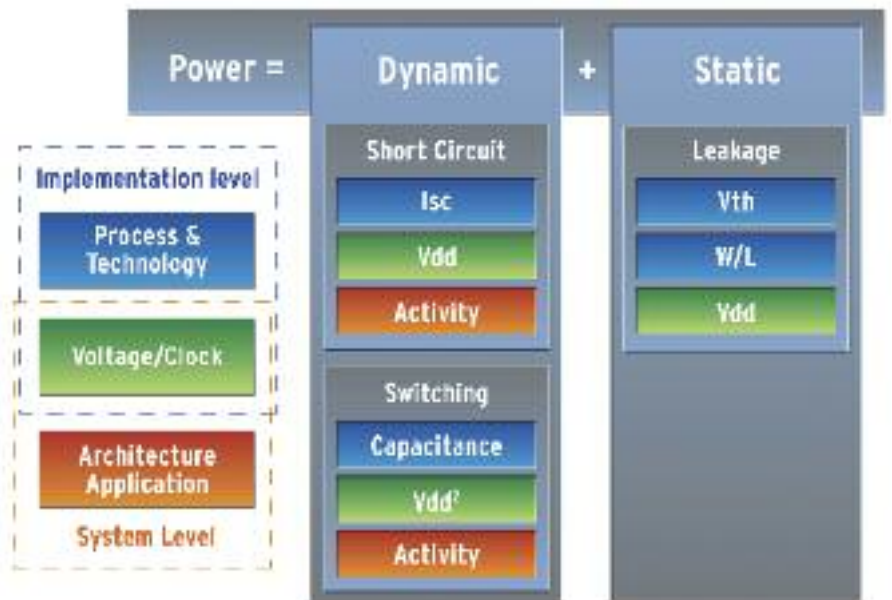 Power = Dynamic + Static
Implementation level
Process &
Technology
Voltage/Clock
Architecture
Application
System Level
Short Circuit
Isc
Vdd
Activity
Switching
Capacitance
Vdd²
Activity
Leakage
Vth
W/L
Vdd